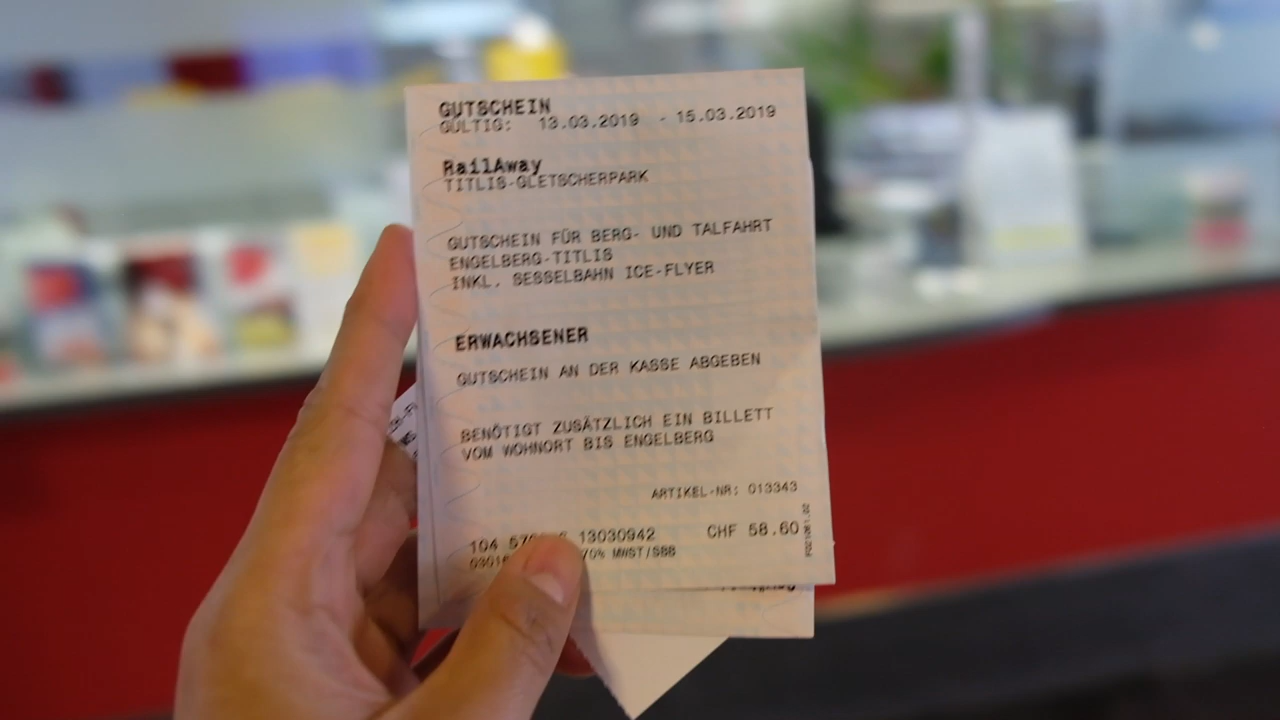 GUTSCHEIN
GÜLTIG: 13.03.2019 - 15.03.2019
RailAway
TITLIS-GLETSCHERPARK
GUTSCHEIN FÜR BERG- UND TALFAHRT
ENGELBERG-TITLIS
INKL. SESSELBAHN ICE-FLYER
ERWACHSENER
GUTSCHEIN AN DER KASSE ABGEBEN
BENÖTIGT ZUSÄTZLICH EIN BILLETT
VOM WOHNORT BIS ENGELBERG
ARTIKEL-NR: 013343
104 13030942 CHF 58.60
70% MWST/SBB